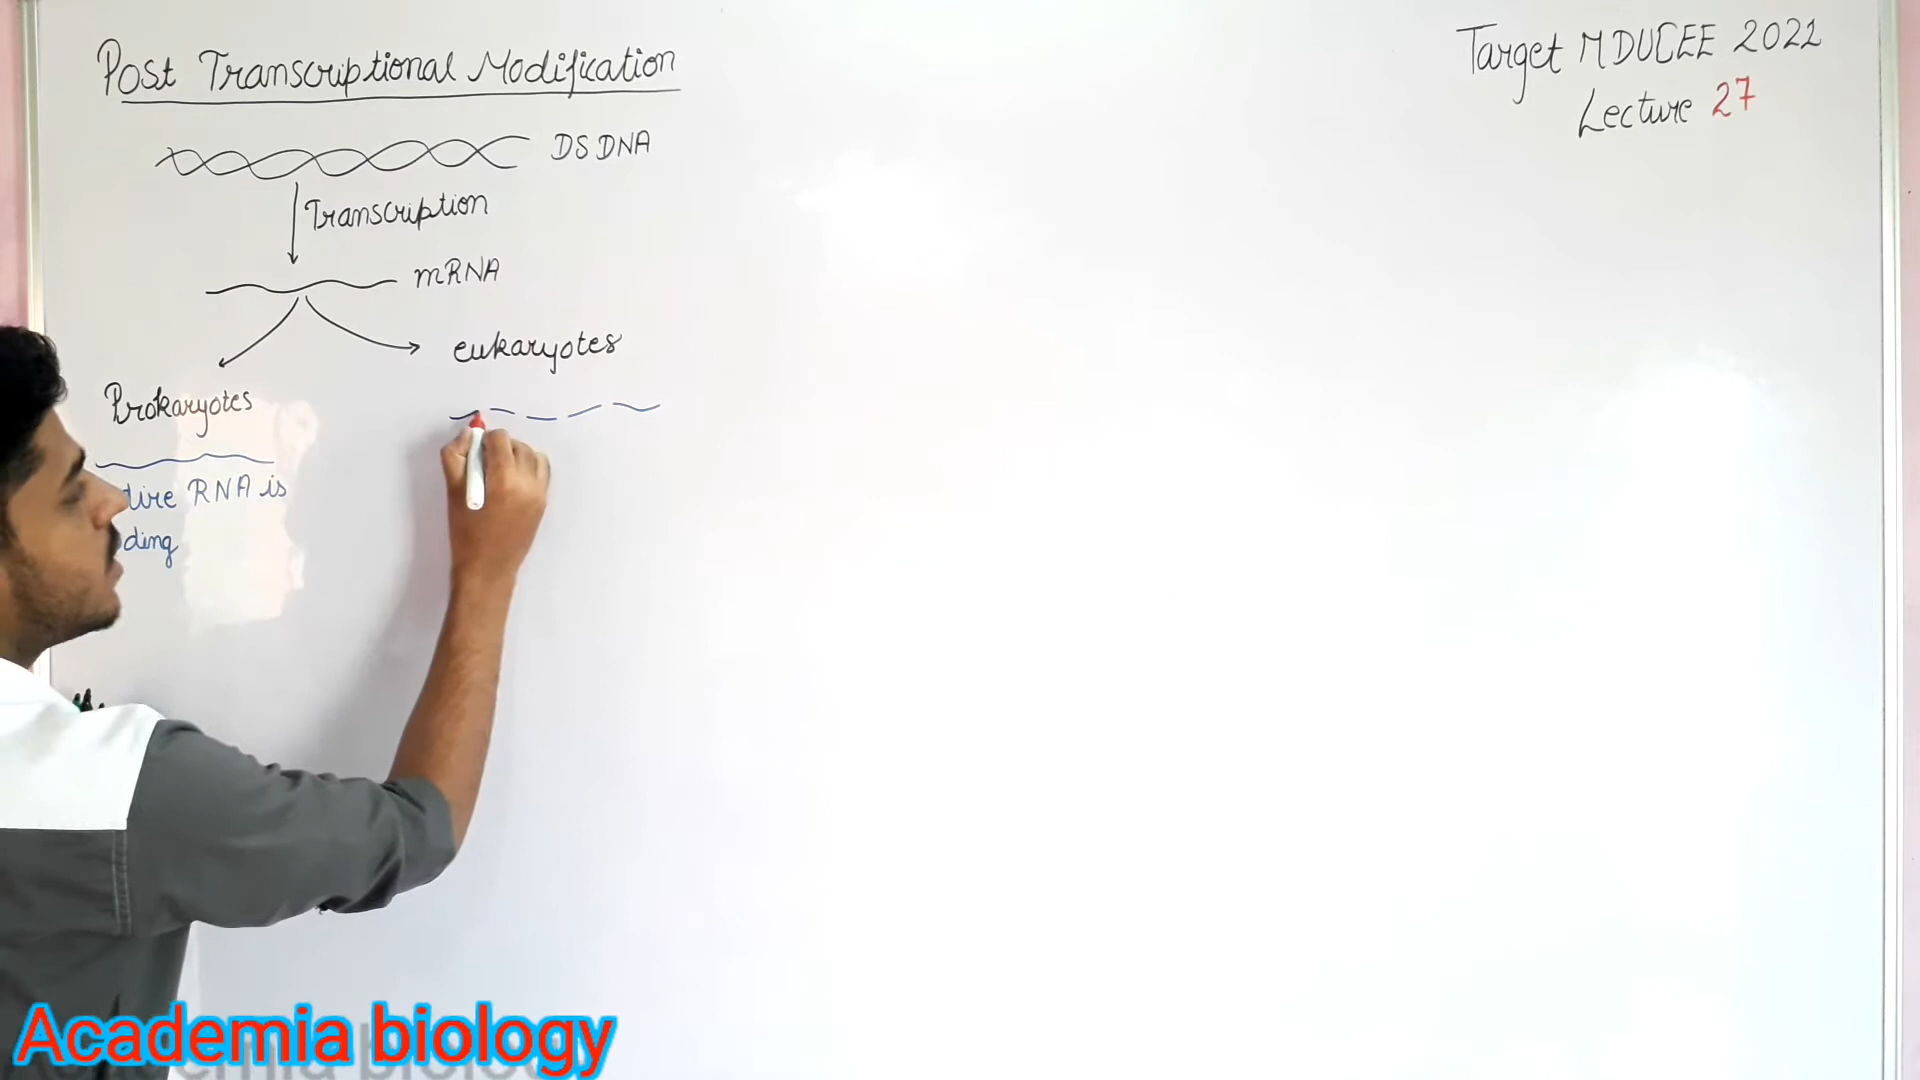 Post Transcriptional Modification
Target MDUCEE 2022
Lecture 27
DS DNA
Transcription
mRNA
eukaryotes
Prokaryotes
RNA is
Academia biology